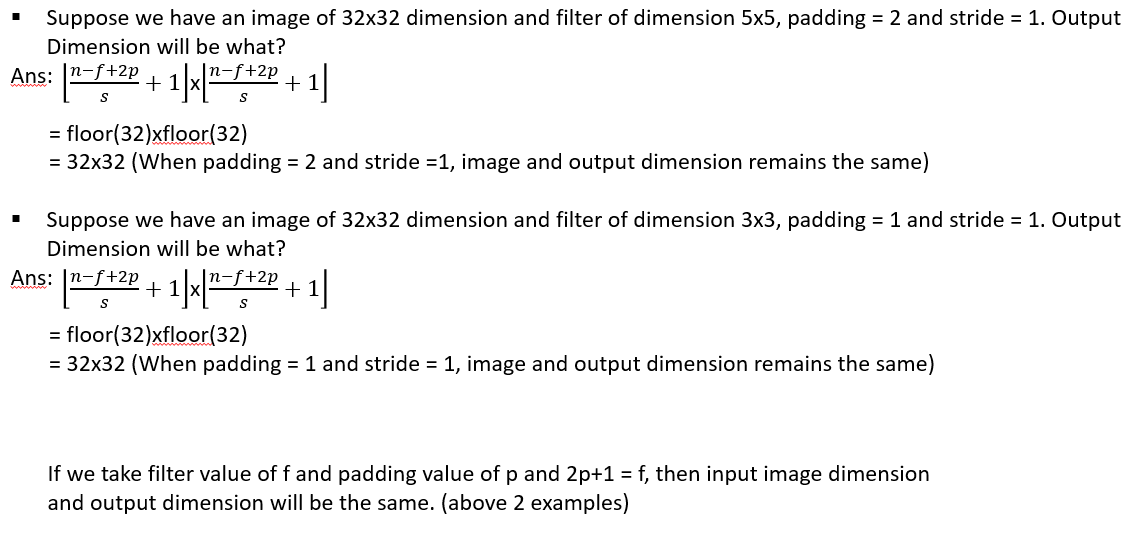 ▪ Suppose we have an image of 32x32 dimension and filter of dimension 5x5, padding = 2 and stride = 1. Output
Dimension will be what?
Ans: ⌊(n−f+2p)/s + 1⌋x⌊(n−f+2p)/s + 1⌋
= floor(32)xfloor(32)
= 32x32 (When padding = 2 and stride =1, image and output dimension remains the same)
▪ Suppose we have an image of 32x32 dimension and filter of dimension 3x3, padding = 1 and stride = 1. Output
Dimension will be what?
Ans: ⌊(n−f+2p)/s + 1⌋x⌊(n−f+2p)/s + 1⌋
= floor(32)xfloor(32)
= 32x32 (When padding = 1 and stride = 1, image and output dimension remains the same)
If we take filter value of f and padding value of p and 2p+1 = f, then input image dimension
and output dimension will be the same. (above 2 examples)